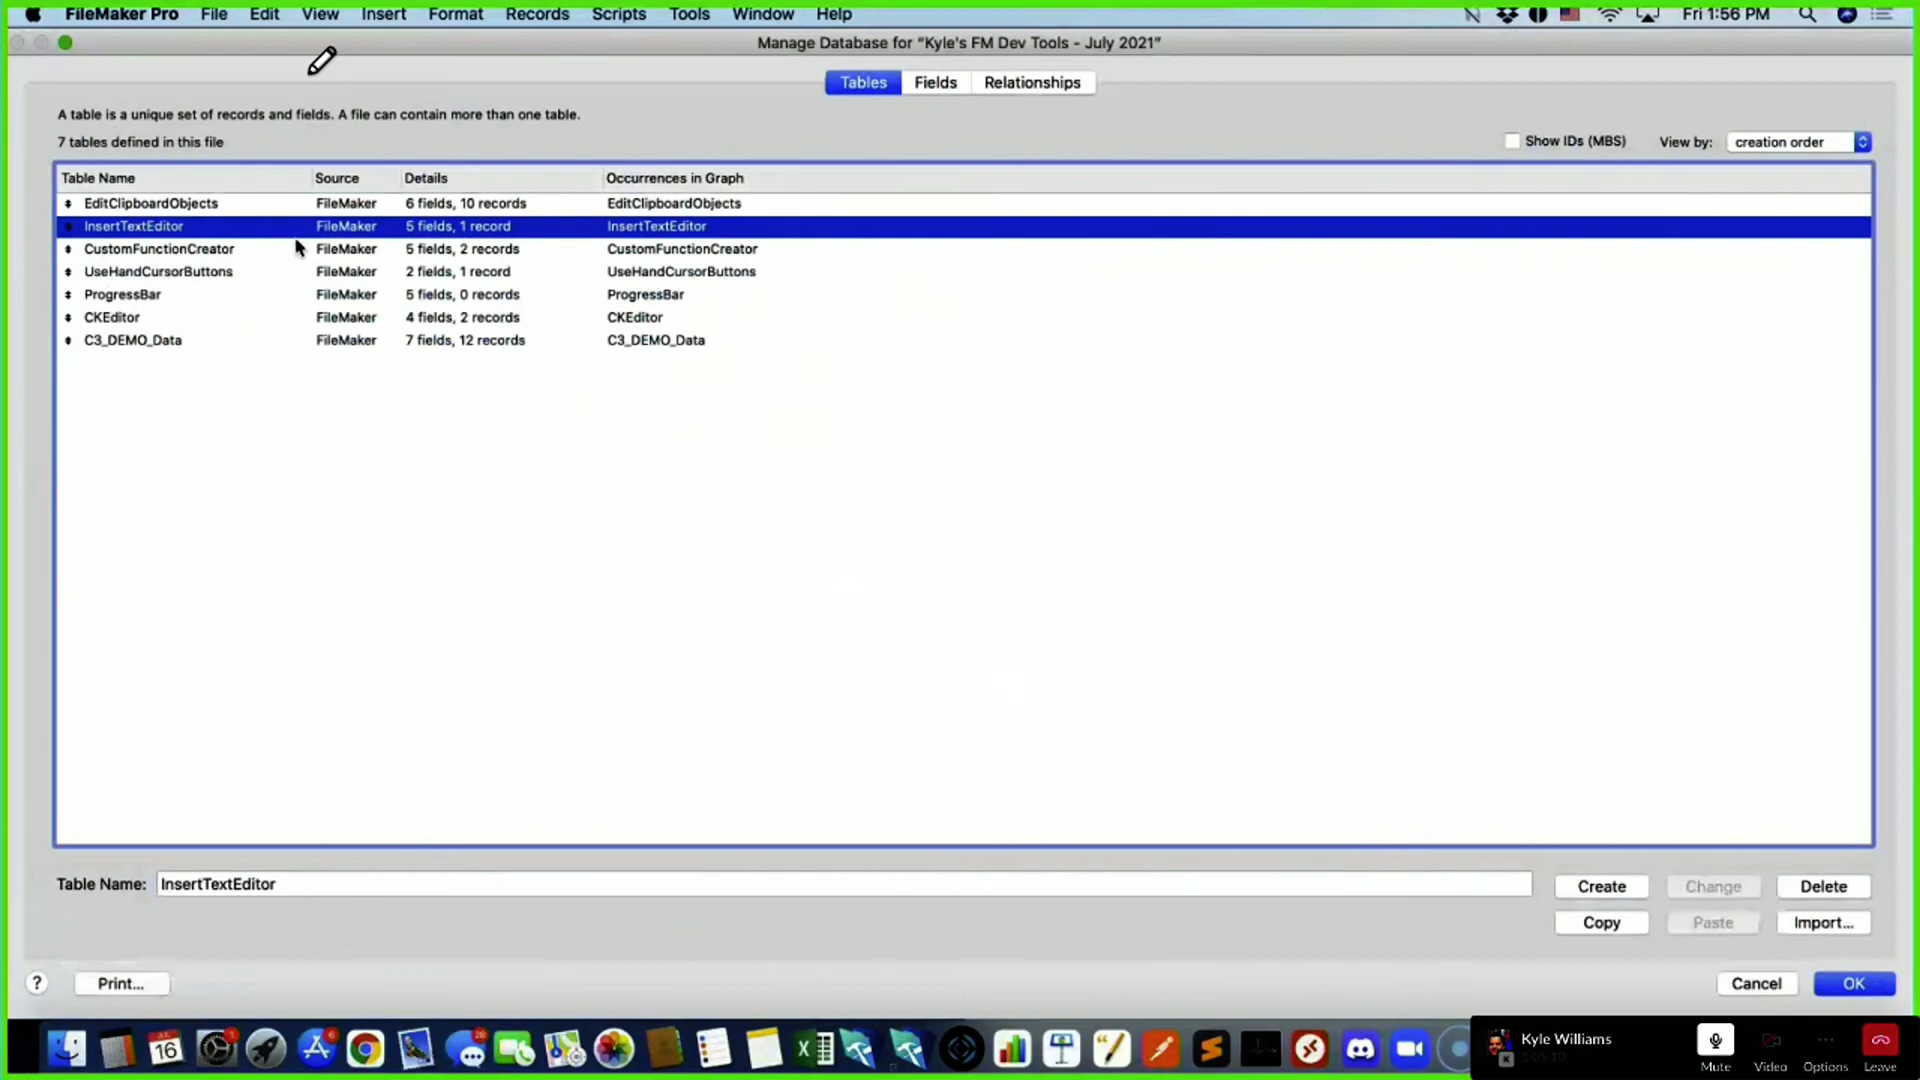 FileMaker Pro File Edit View Insert Format Records Scripts Tools Window Help Fri 1:56 PM
Manage Database for “Kyle's FM Dev Tools - July 2021”
Tables Fields Relationships
A table is a unique set of records and fields. A file can contain more than one table.
7 tables defined in this file Show IDs (MBS) View by: creation order
Table Name Source Details Occurrences in Graph
EditClipboardObjects FileMaker 6 fields, 10 records EditClipboardObjects
InsertTextEditor FileMaker 5 fields, 1 record InsertTextEditor
CustomFunctionCreator FileMaker 5 fields, 2 records CustomFunctionCreator
UseHandCursorButtons FileMaker 2 fields, 1 record UseHandCursorButtons
ProgressBar FileMaker 5 fields, 0 records ProgressBar
CKEditor FileMaker 4 fields, 2 records CKEditor
C3_DEMO_Data FileMaker 7 fields, 12 records C3_DEMO_Data
Table Name: InsertTextEditor Create Change Delete
Copy Paste Import...
? Print... Cancel OK
16
Kyle Williams
K 1:05:10
Mute Video Options Leave